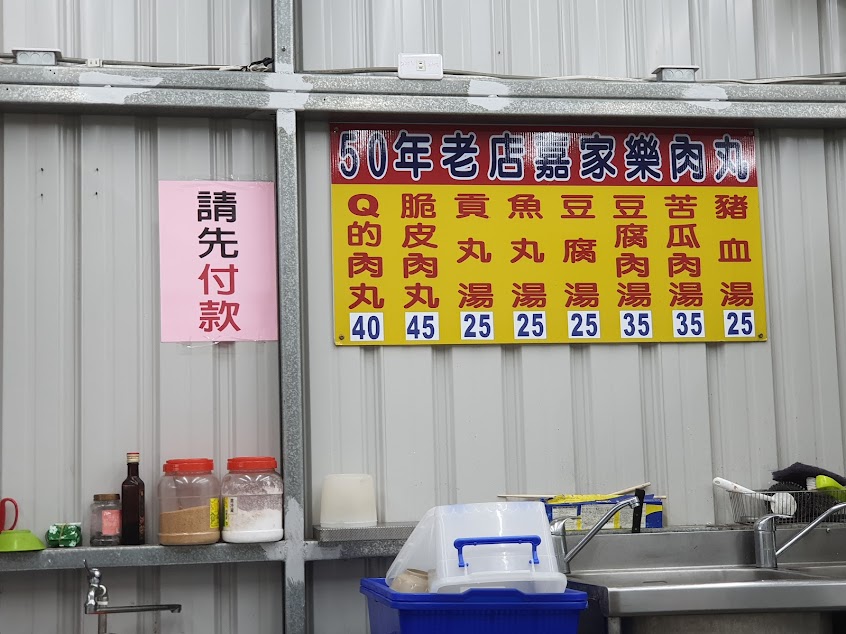 請先付款
50年老店嘉家樂肉丸
Q的肉丸 40
脆皮肉丸 45
貢丸湯 25
魚丸湯 25
豆腐湯 25
豆腐肉湯 35
苦瓜肉湯 35
豬血湯 25